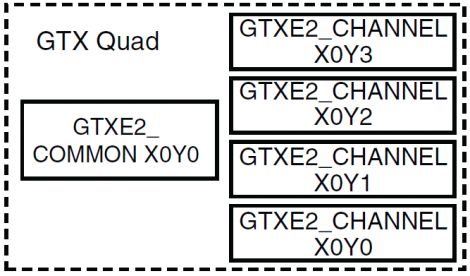 GTX Quad
GTXE2_
COMMON X0Y0
GTXE2_CHANNEL
X0Y3
GTXE2_CHANNEL
X0Y2
GTXE2_CHANNEL
X0Y1
GTXE2_CHANNEL
X0Y0